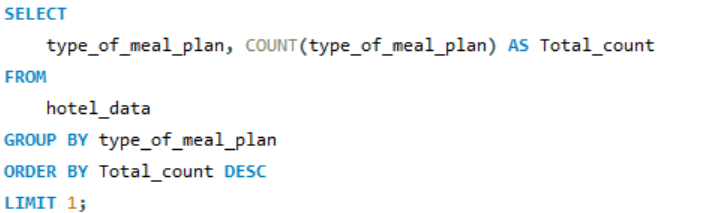 SELECT
type_of_meal_plan, COUNT(type_of_meal_plan) AS Total_count
FROM
hotel_data
GROUP BY type_of_meal_plan
ORDER BY Total_count DESC
LIMIT 1;